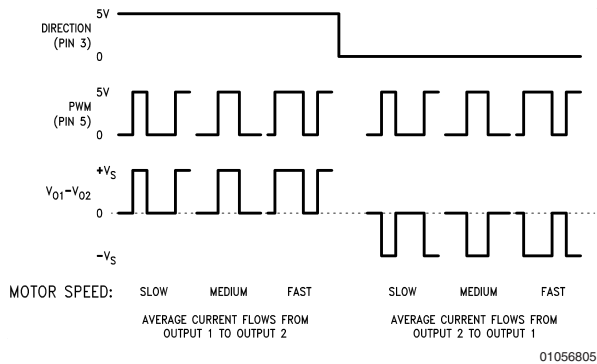 5V
DIRECTION
(PIN 3)
0
5V
PWM
(PIN 5)
0
+VS
VO1–VO2
0
–VS
MOTOR SPEED: SLOW MEDIUM FAST SLOW MEDIUM FAST
AVERAGE CURRENT FLOWS FROM
OUTPUT 1 TO OUTPUT 2
AVERAGE CURRENT FLOWS FROM
OUTPUT 2 TO OUTPUT 1
01056805